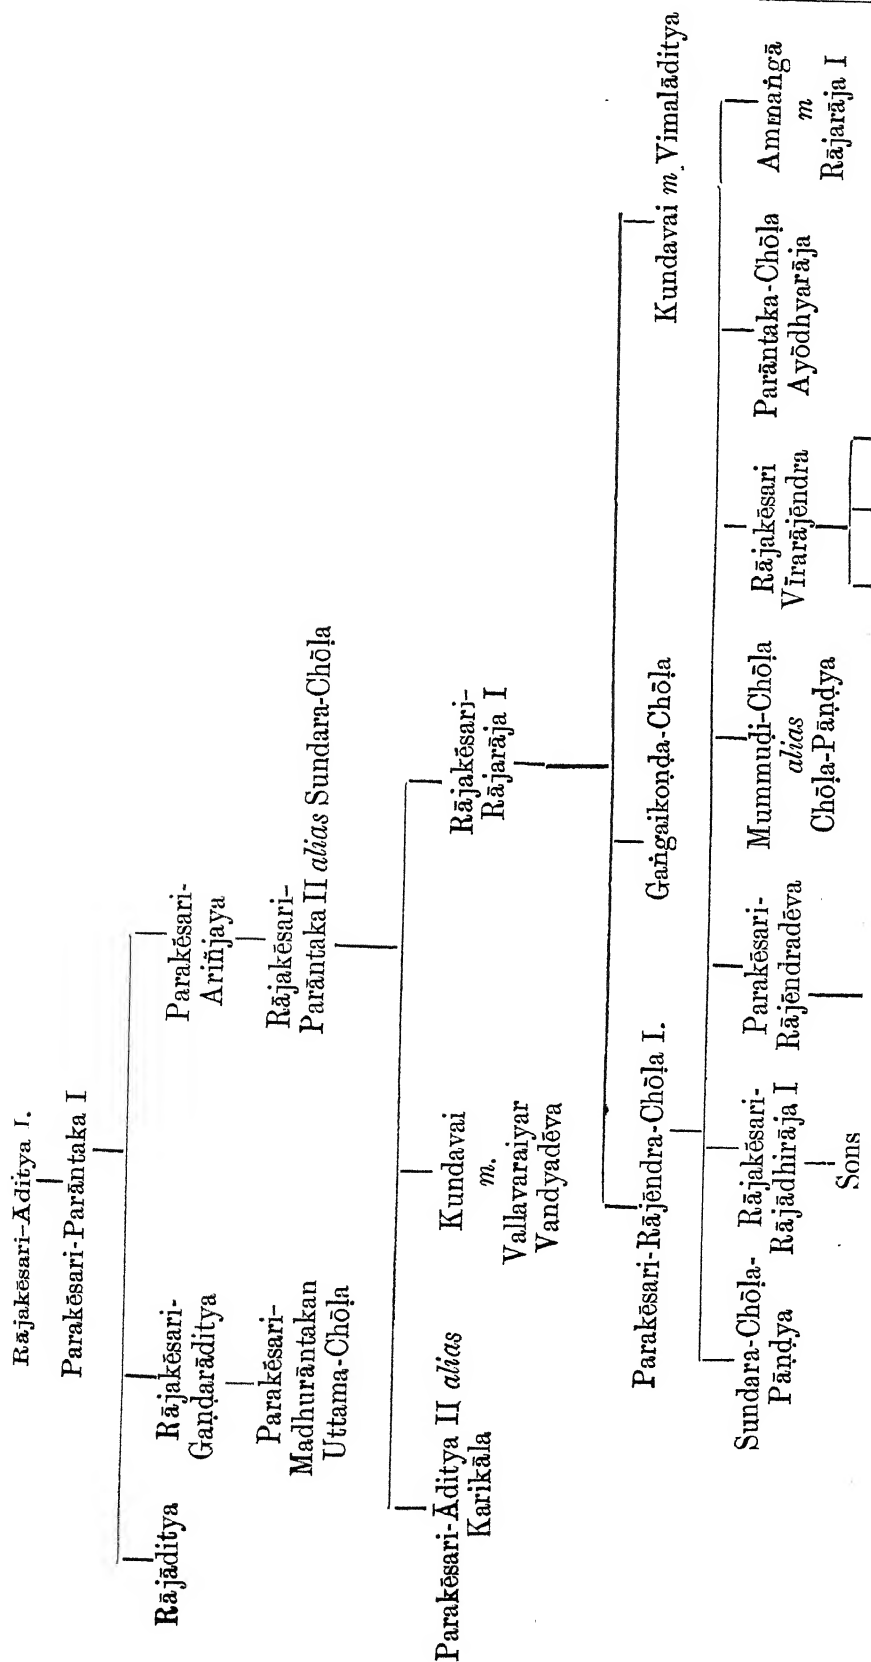 Rājakēsari-Āditya I.
Parakēsari-Parāntaka I
Rājāditya
Rājakēsari-
Gaṇḍarāditya
Parakēsari-
Ariñjaya
Parakēsari-
Madhurāntakan
Uttama-Chōḷa
Rājakēsari-
Parāntaka II alias Sundara-Chōḷa
Parakēsari-Āditya II alias
Karikāla
Kundavai
m.
Vallavaraiyar
Vandyadēva
Rājakēsari-
Rājarāja I
Parakēsari-Rājēndra-Chōḷa I.
Gaṅgaikoṇḍa-Chōḷa
Kundavai m. Vimalāditya
Sundara-Chōḷa-
Pāṇḍya
Rājakēsari-
Rājādhirāja I
Sons
Parakēsari-
Rājēndradēva
Mummuḍi-Chōḷa
alias
Chōḷa-Pāṇḍya
Rājakēsari
Vīrarājēndra
Parāntaka-Chōḷa
Ayōdhyarāja
Ammaṅgā
m
Rājarāja I